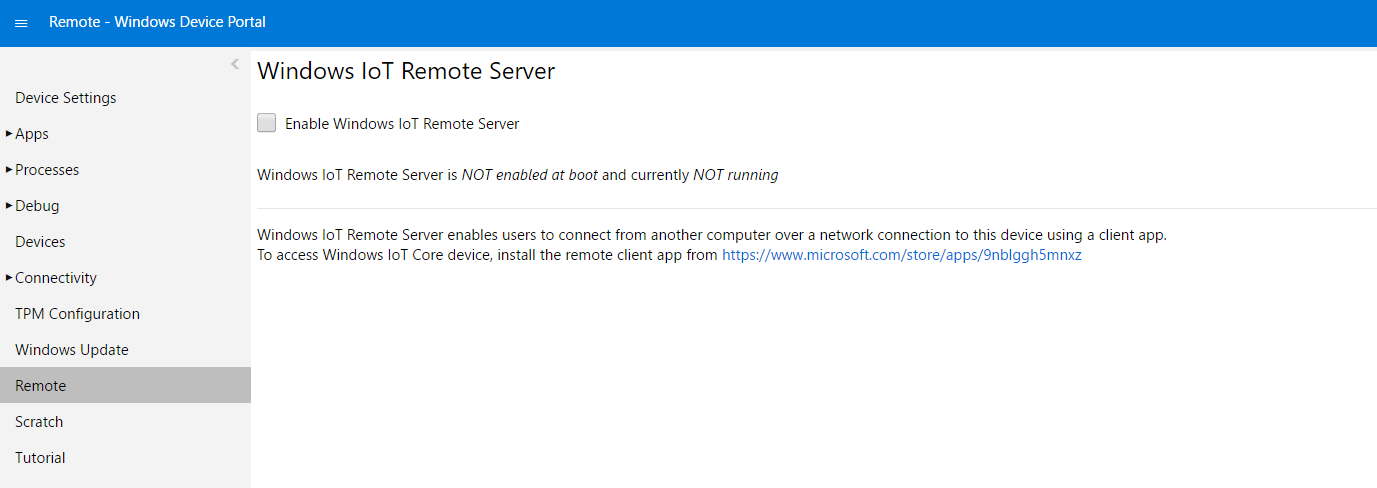 Remote - Windows Device Portal
Device Settings
Apps
Processes
Debug
Devices
Connectivity
TPM Configuration
Windows Update
Remote
Scratch
Tutorial
Windows IoT Remote Server
Enable Windows IoT Remote Server
Windows IoT Remote Server is NOT enabled at boot and currently NOT running
Windows IoT Remote Server enables users to connect from another computer over a network connection to this device using a client app.
To access Windows IoT Core device, install the remote client app from https://www.microsoft.com/store/apps/9nblggh5mnxz